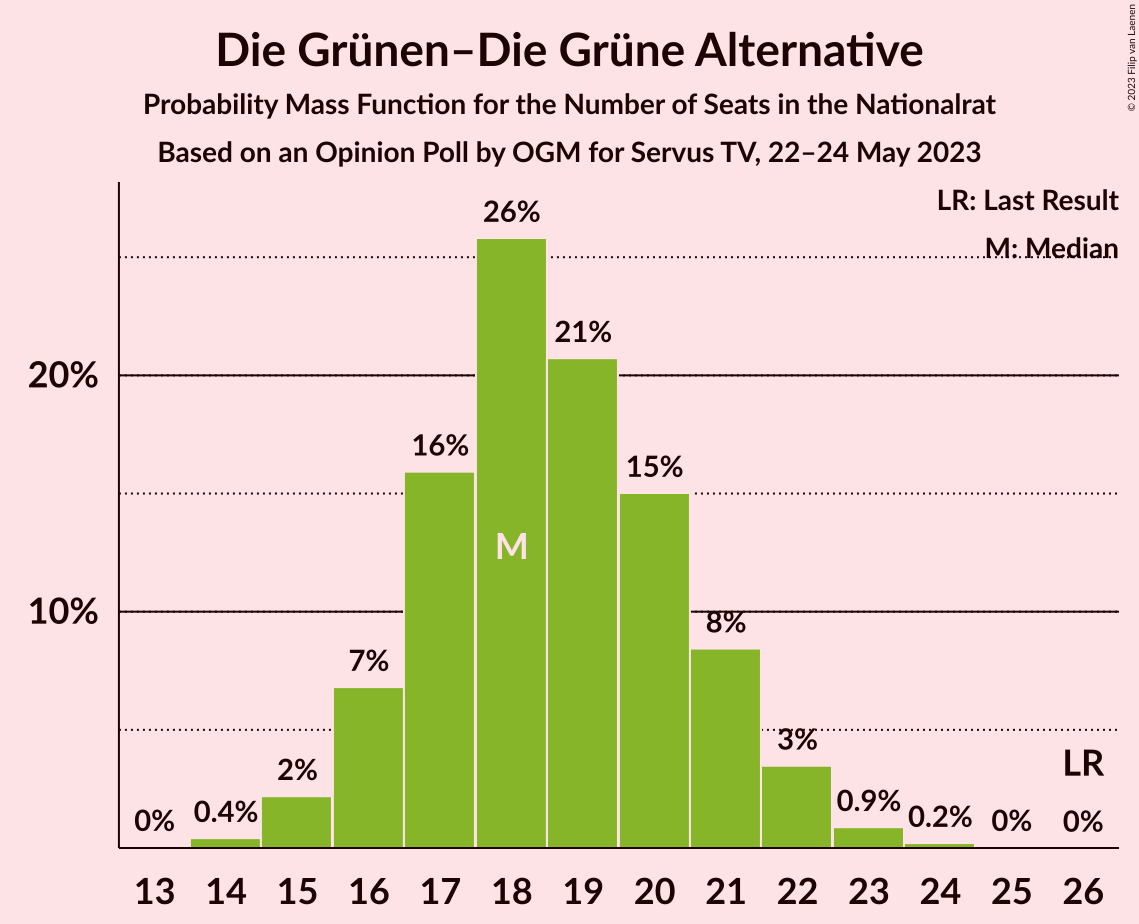 Die Grünen–Die Grüne Alternative
Probability Mass Function for the Number of Seats in the Nationalrat
Based on an Opinion Poll by OGM for Servus TV, 22–24 May 2023
© 2023 Filip van Laenen
LR: Last Result
M: Median
26%
21%
20%
16%
15%
M
10%
8%
7%
3%
LR
2%
0%
0.4%
0.9%
0.2%
0%
0%
13 14 15 16 17 18 19 20 21 22 23 24 25 26